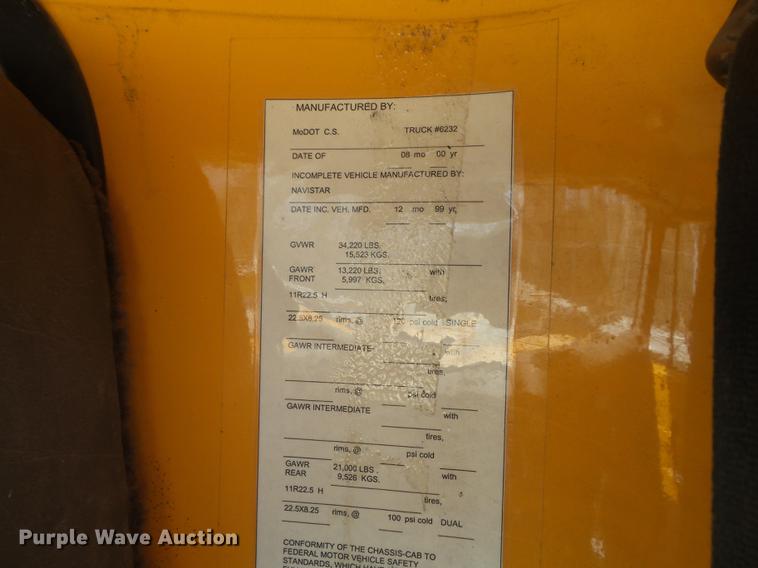 MANUFACTURED BY:
MoDOT C.S. TRUCK #6232
DATE OF 08 mo 00 yr
INCOMPLETE VEHICLE MANUFACTURED BY:
NAVISTAR
DATE INC. VEH. MFD. 12 mo 99 yr,
GVWR 34,220 LBS.
15,523 KGS.
GAWR 13,220 LBS. with
FRONT 5,997 KGS.
11R22.5 H tires,
22.5X8.25 rims, @ 120 psi cold SINGLE
GAWR INTERMEDIATE with
tires,
rims, @ psi cold
GAWR INTERMEDIATE with
tires,
rims, @ psi cold
GAWR 21,000 LBS. with
REAR 9,526 KGS.
11R22.5 H tires,
22.5X8.25 rims, @ 100 psi cold DUAL
CONFORMITY OF THE CHASSIS-CAB TO
FEDERAL MOTOR VEHICLE SAFETY
STANDARDS, WHICH
Purple Wave Auction®